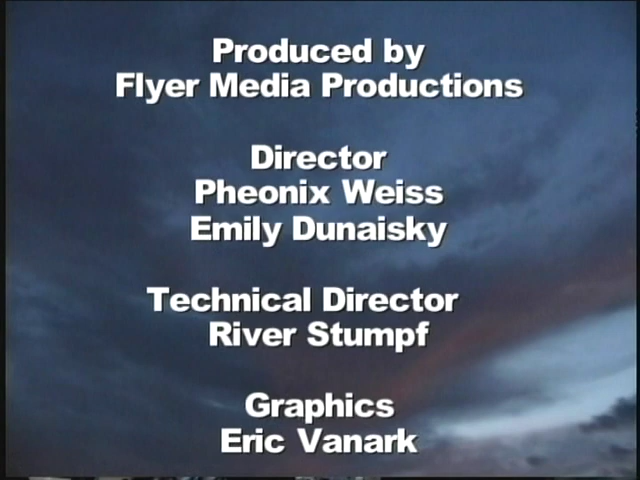 Produced by
Flyer Media Productions
Director
Pheonix Weiss
Emily Dunaisky
Technical Director
River Stumpf
Graphics
Eric Vanark